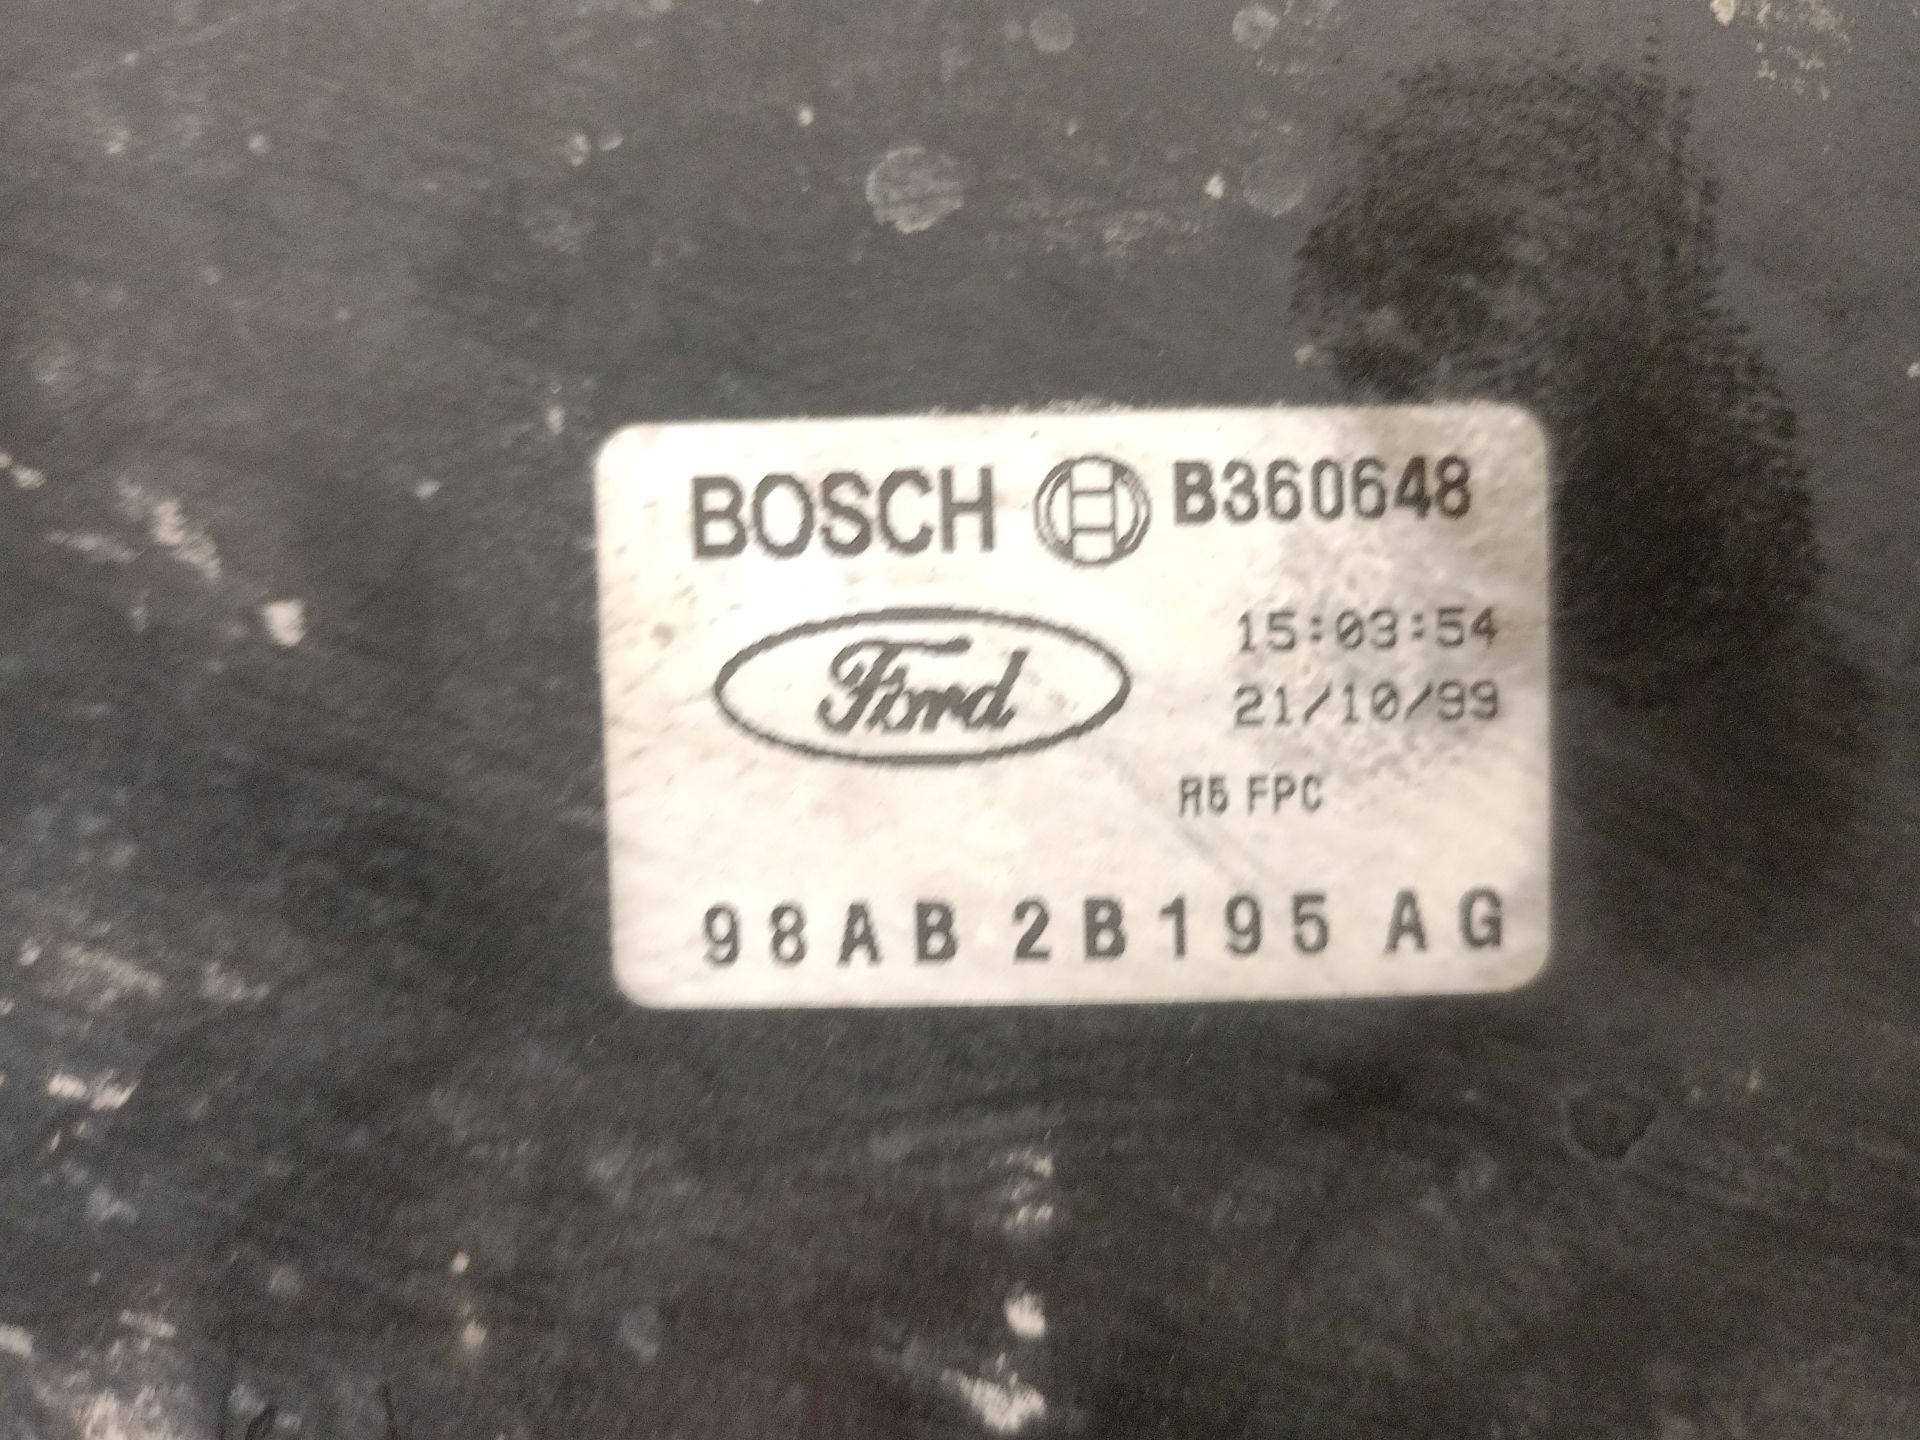 BOSCH B360648
Ford
15:03:54
21/10/99
R5 FPC
98AB 2B195 AG